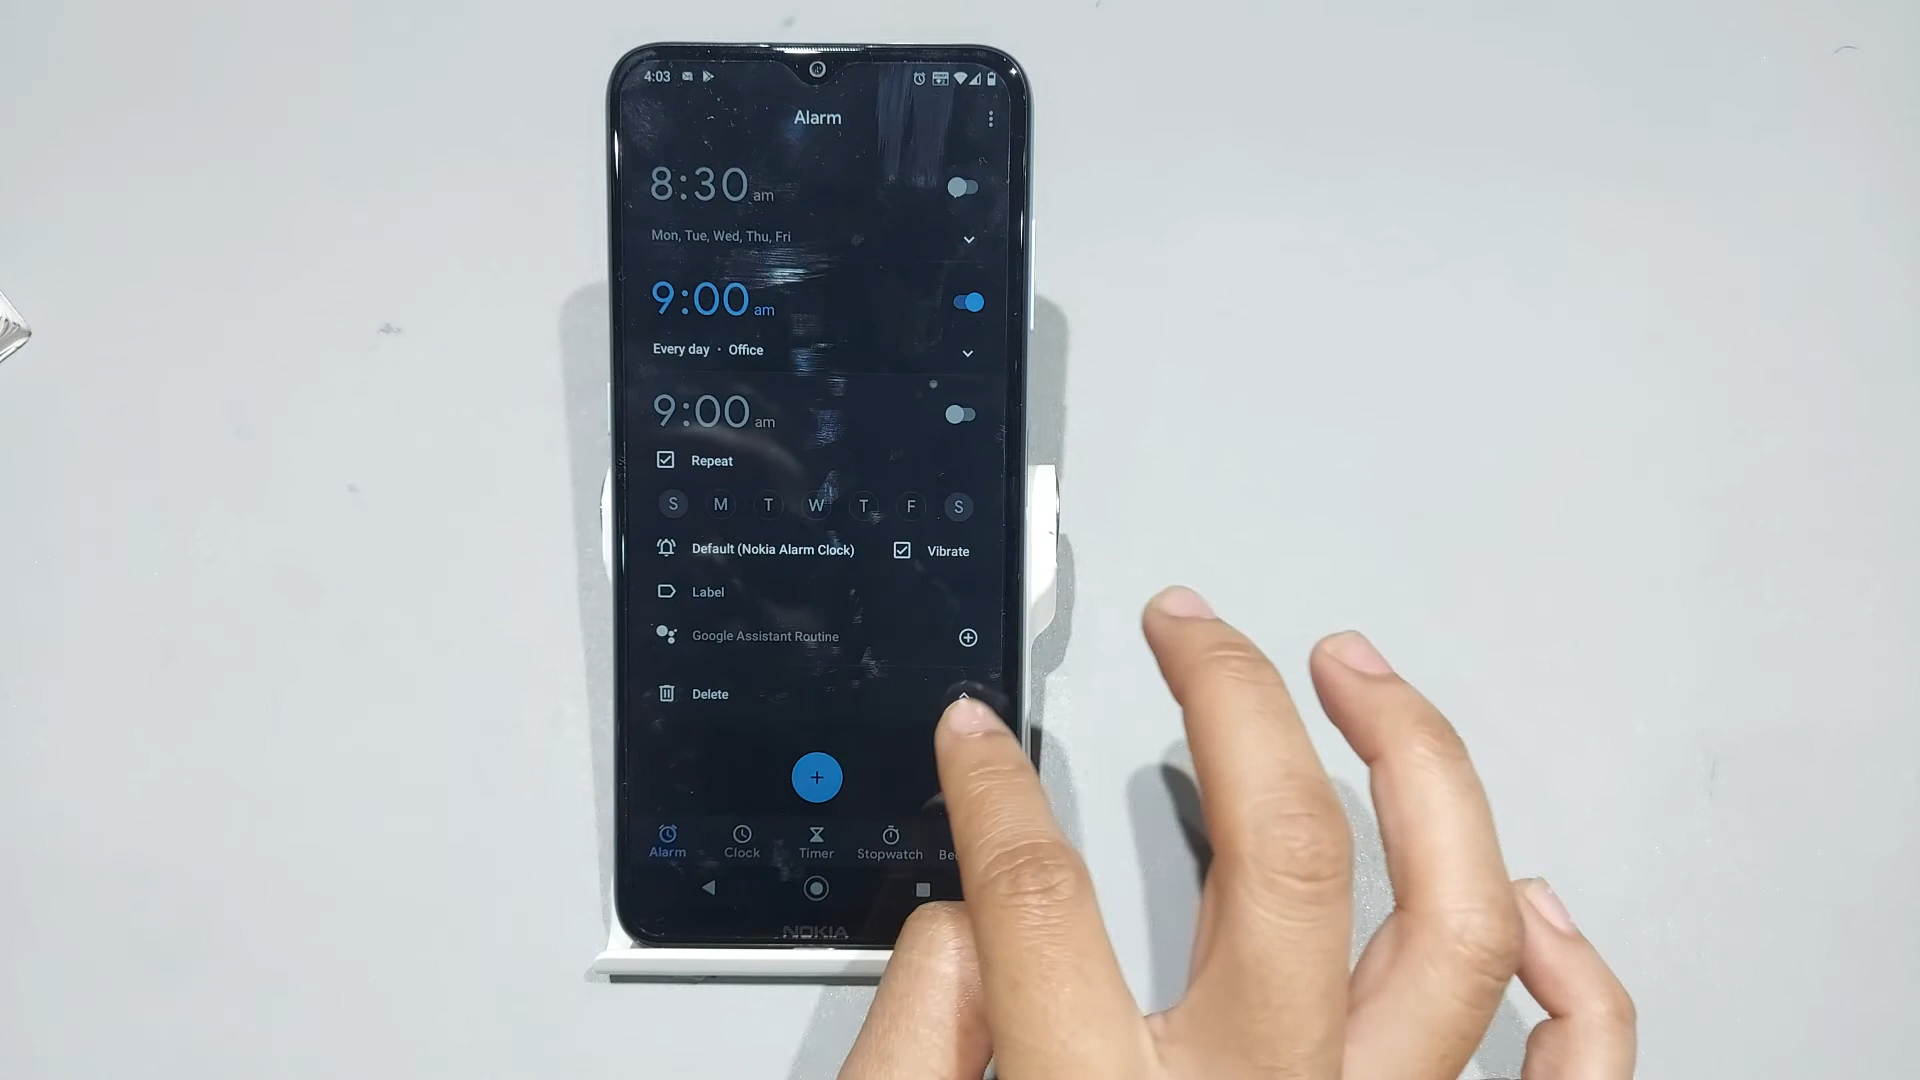 4:03
Alarm
8:30 am
Mon, Tue, Wed, Thu, Fri
9:00 am
Every day · Office
9:00 am
Repeat
S M T W T F S
Default (Nokia Alarm Clock) Vibrate
Label
Google Assistant Routine
Delete
+
Alarm Clock Timer Stopwatch
NOKIA